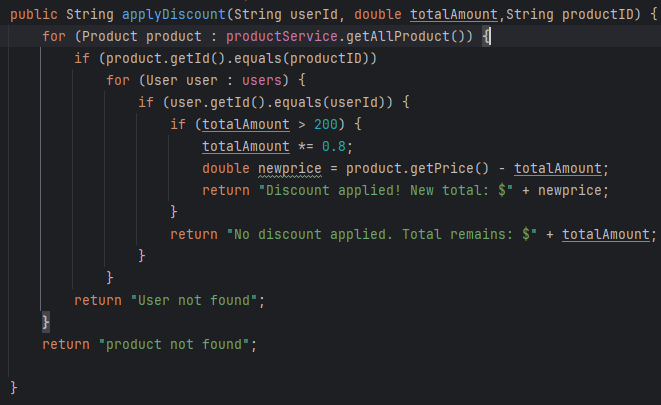 public String applyDiscount(String userId, double totalAmount,String productID) {
    for (Product product : productService.getAllProduct()) {
        if (product.getId().equals(productID))
            for (User user : users) {
                if (user.getId().equals(userId)) {
                    if (totalAmount > 200) {
                        totalAmount *= 0.8;
                        double newprice = product.getPrice() - totalAmount;
                        return "Discount applied! New total: $" + newprice;
                    }
                    return "No discount applied. Total remains: $" + totalAmount;
                }
            }
        return "User not found";
    }
    return "product not found";

}